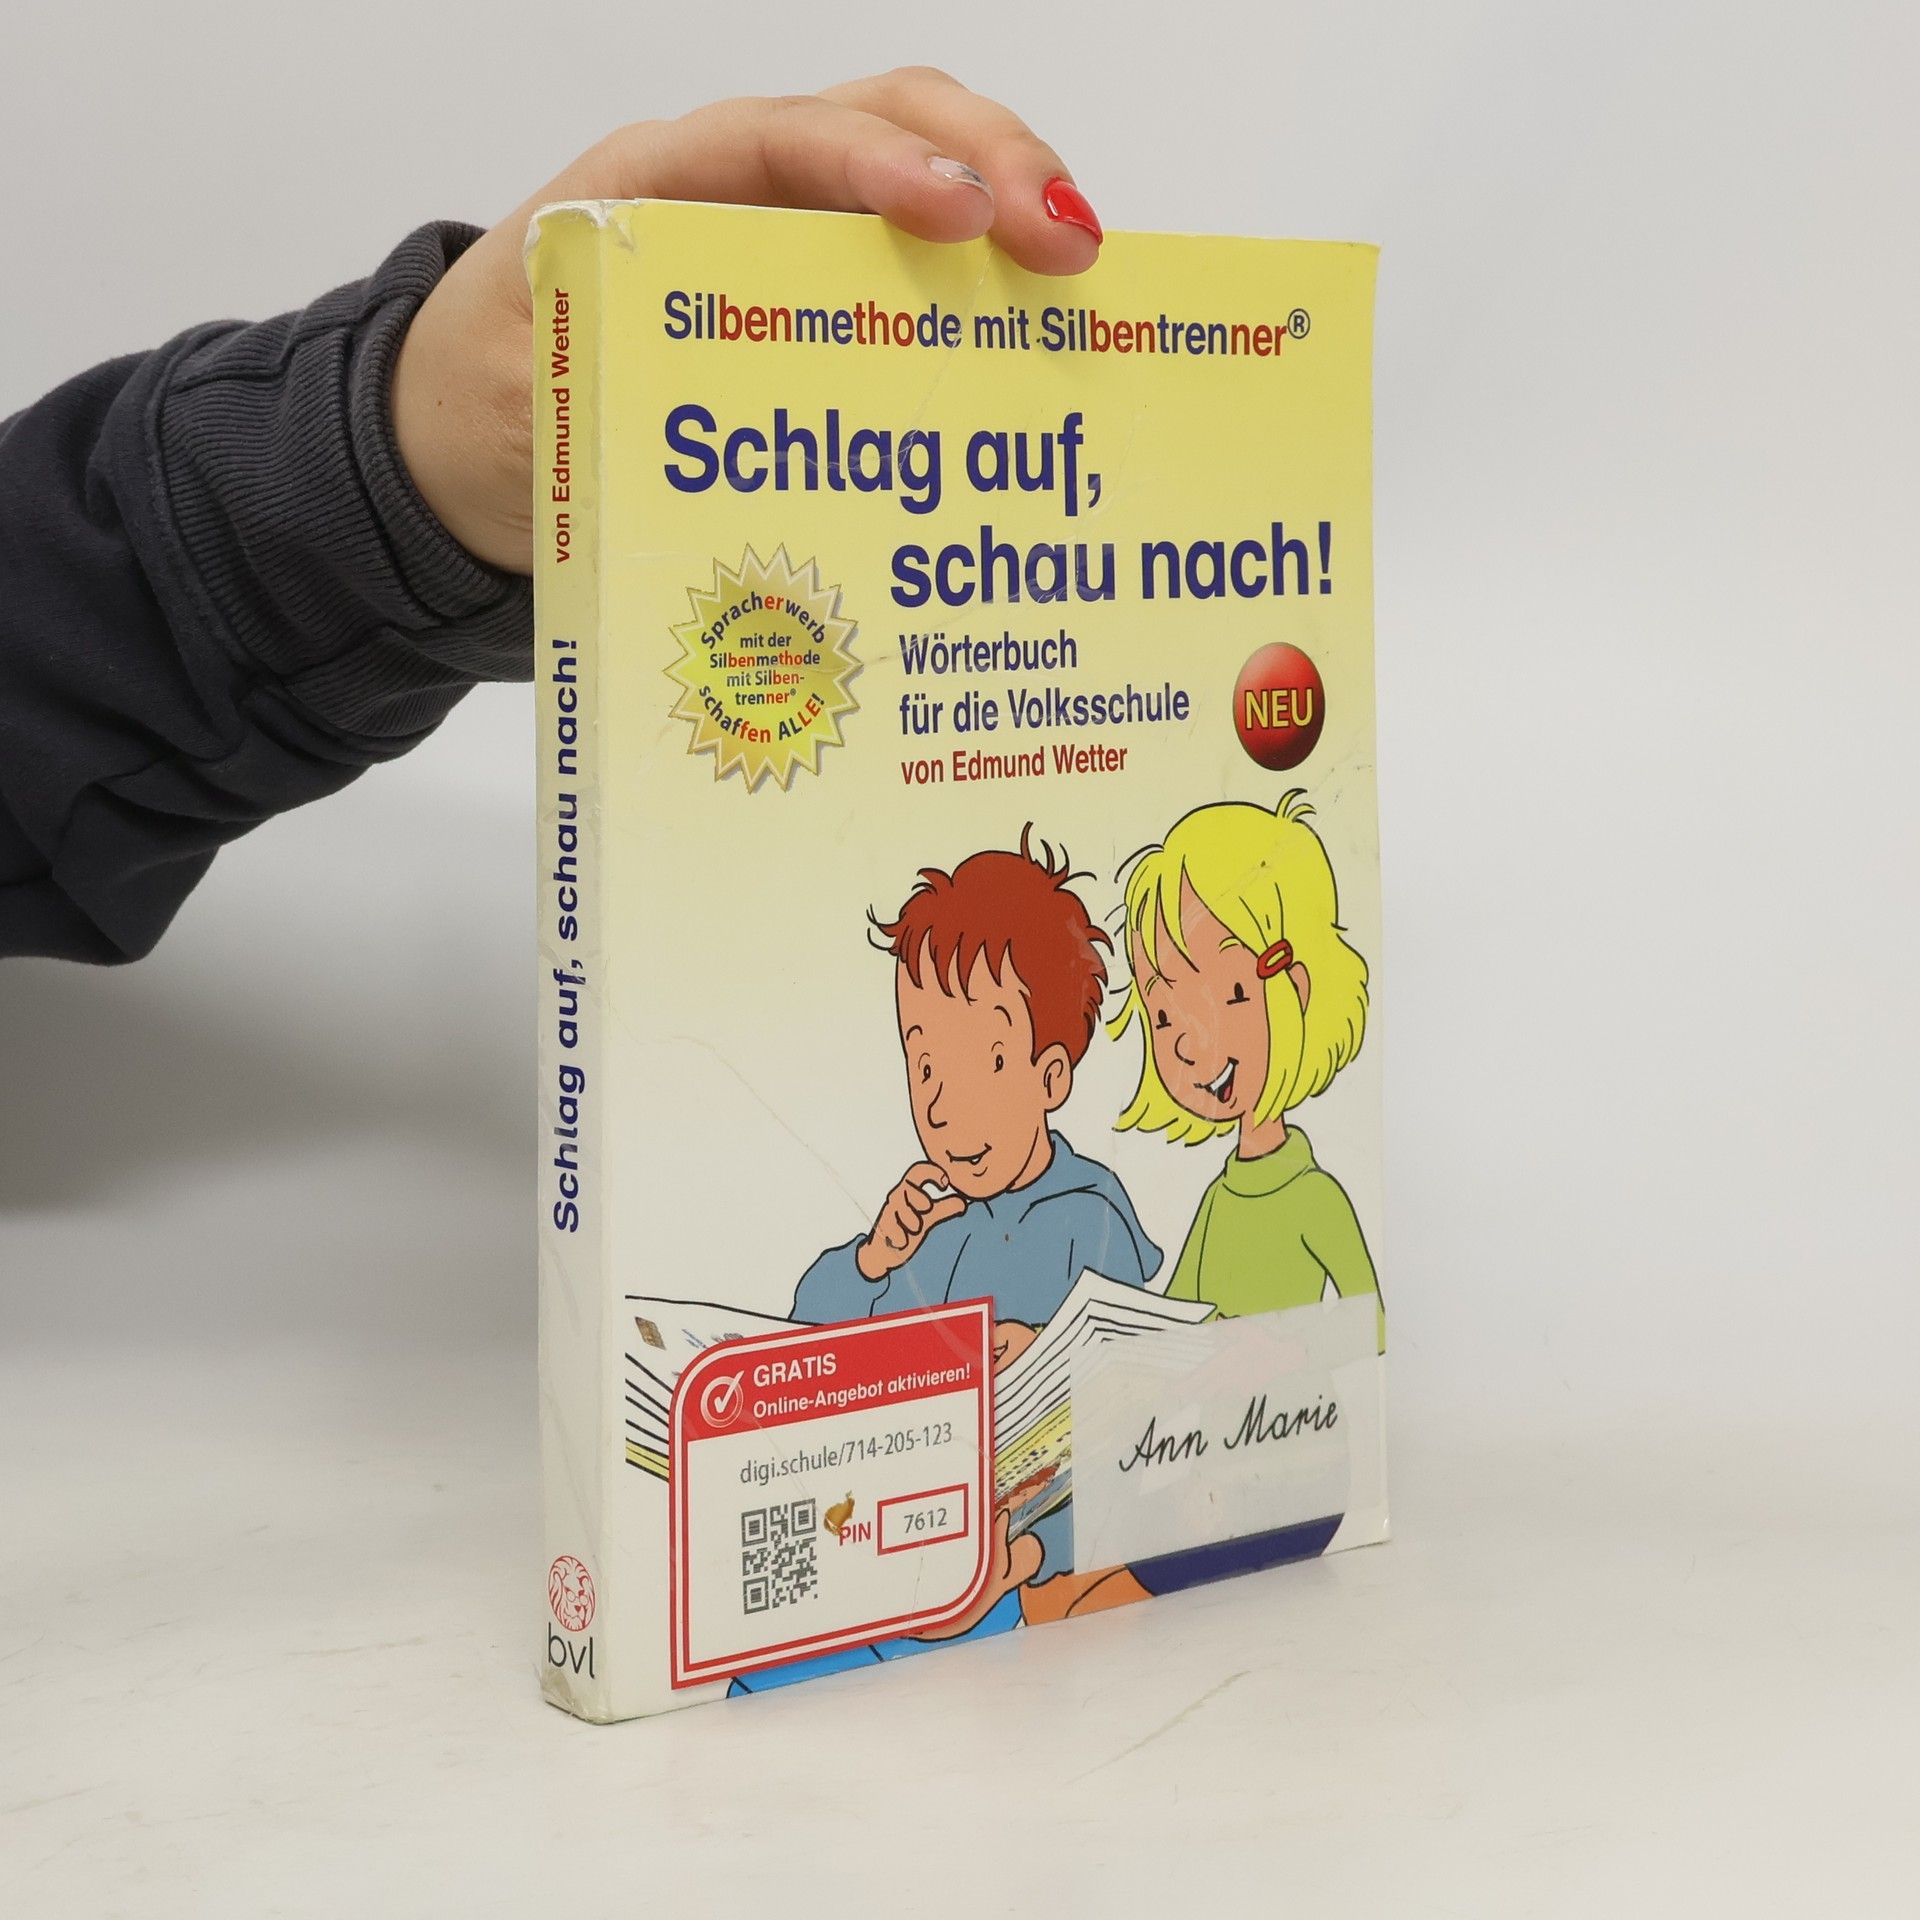 Silbenmethode mit Silbentrenner®
Schlag auf,
schau nach!
Spracherwerb
mit der
Silbenmethode
mit Silben-
trenner®
schaffen ALLE!
Wörterbuch
für die Volksschule
von Edmund Wetter
NEU
GRATIS
Online-Angebot aktivieren!
digi.schule/714-205-123
PIN 7612
Ann Marie
Schlag auf, schau nach! von Edmund Wetter
bvl